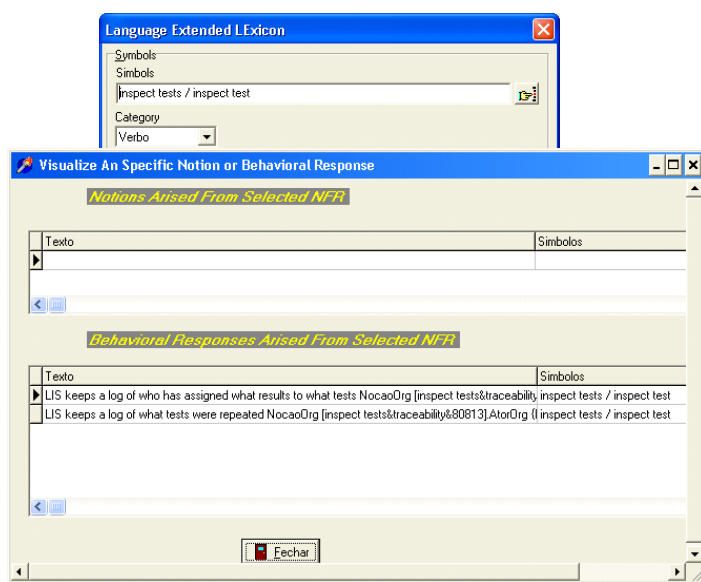 Language Extended LExicon
Symbols
Simbols
inspect tests / inspect test
Category
Verbo
Visualize An Specific Notion or Behavioral Response
Notions Arised From Selected NFR
Texto Simbolos
Behavioral Responses Arised From Selected NFR
Texto Simbolos
LIS keeps a log of who has assigned what results to what tests NocaoOrg [inspect tests&traceability inspect tests / inspect test
LIS keeps a log of what tests were repeated NocaoOrg [inspect tests&traceability&80813].AtorOrg inspect tests / inspect test
Fechar